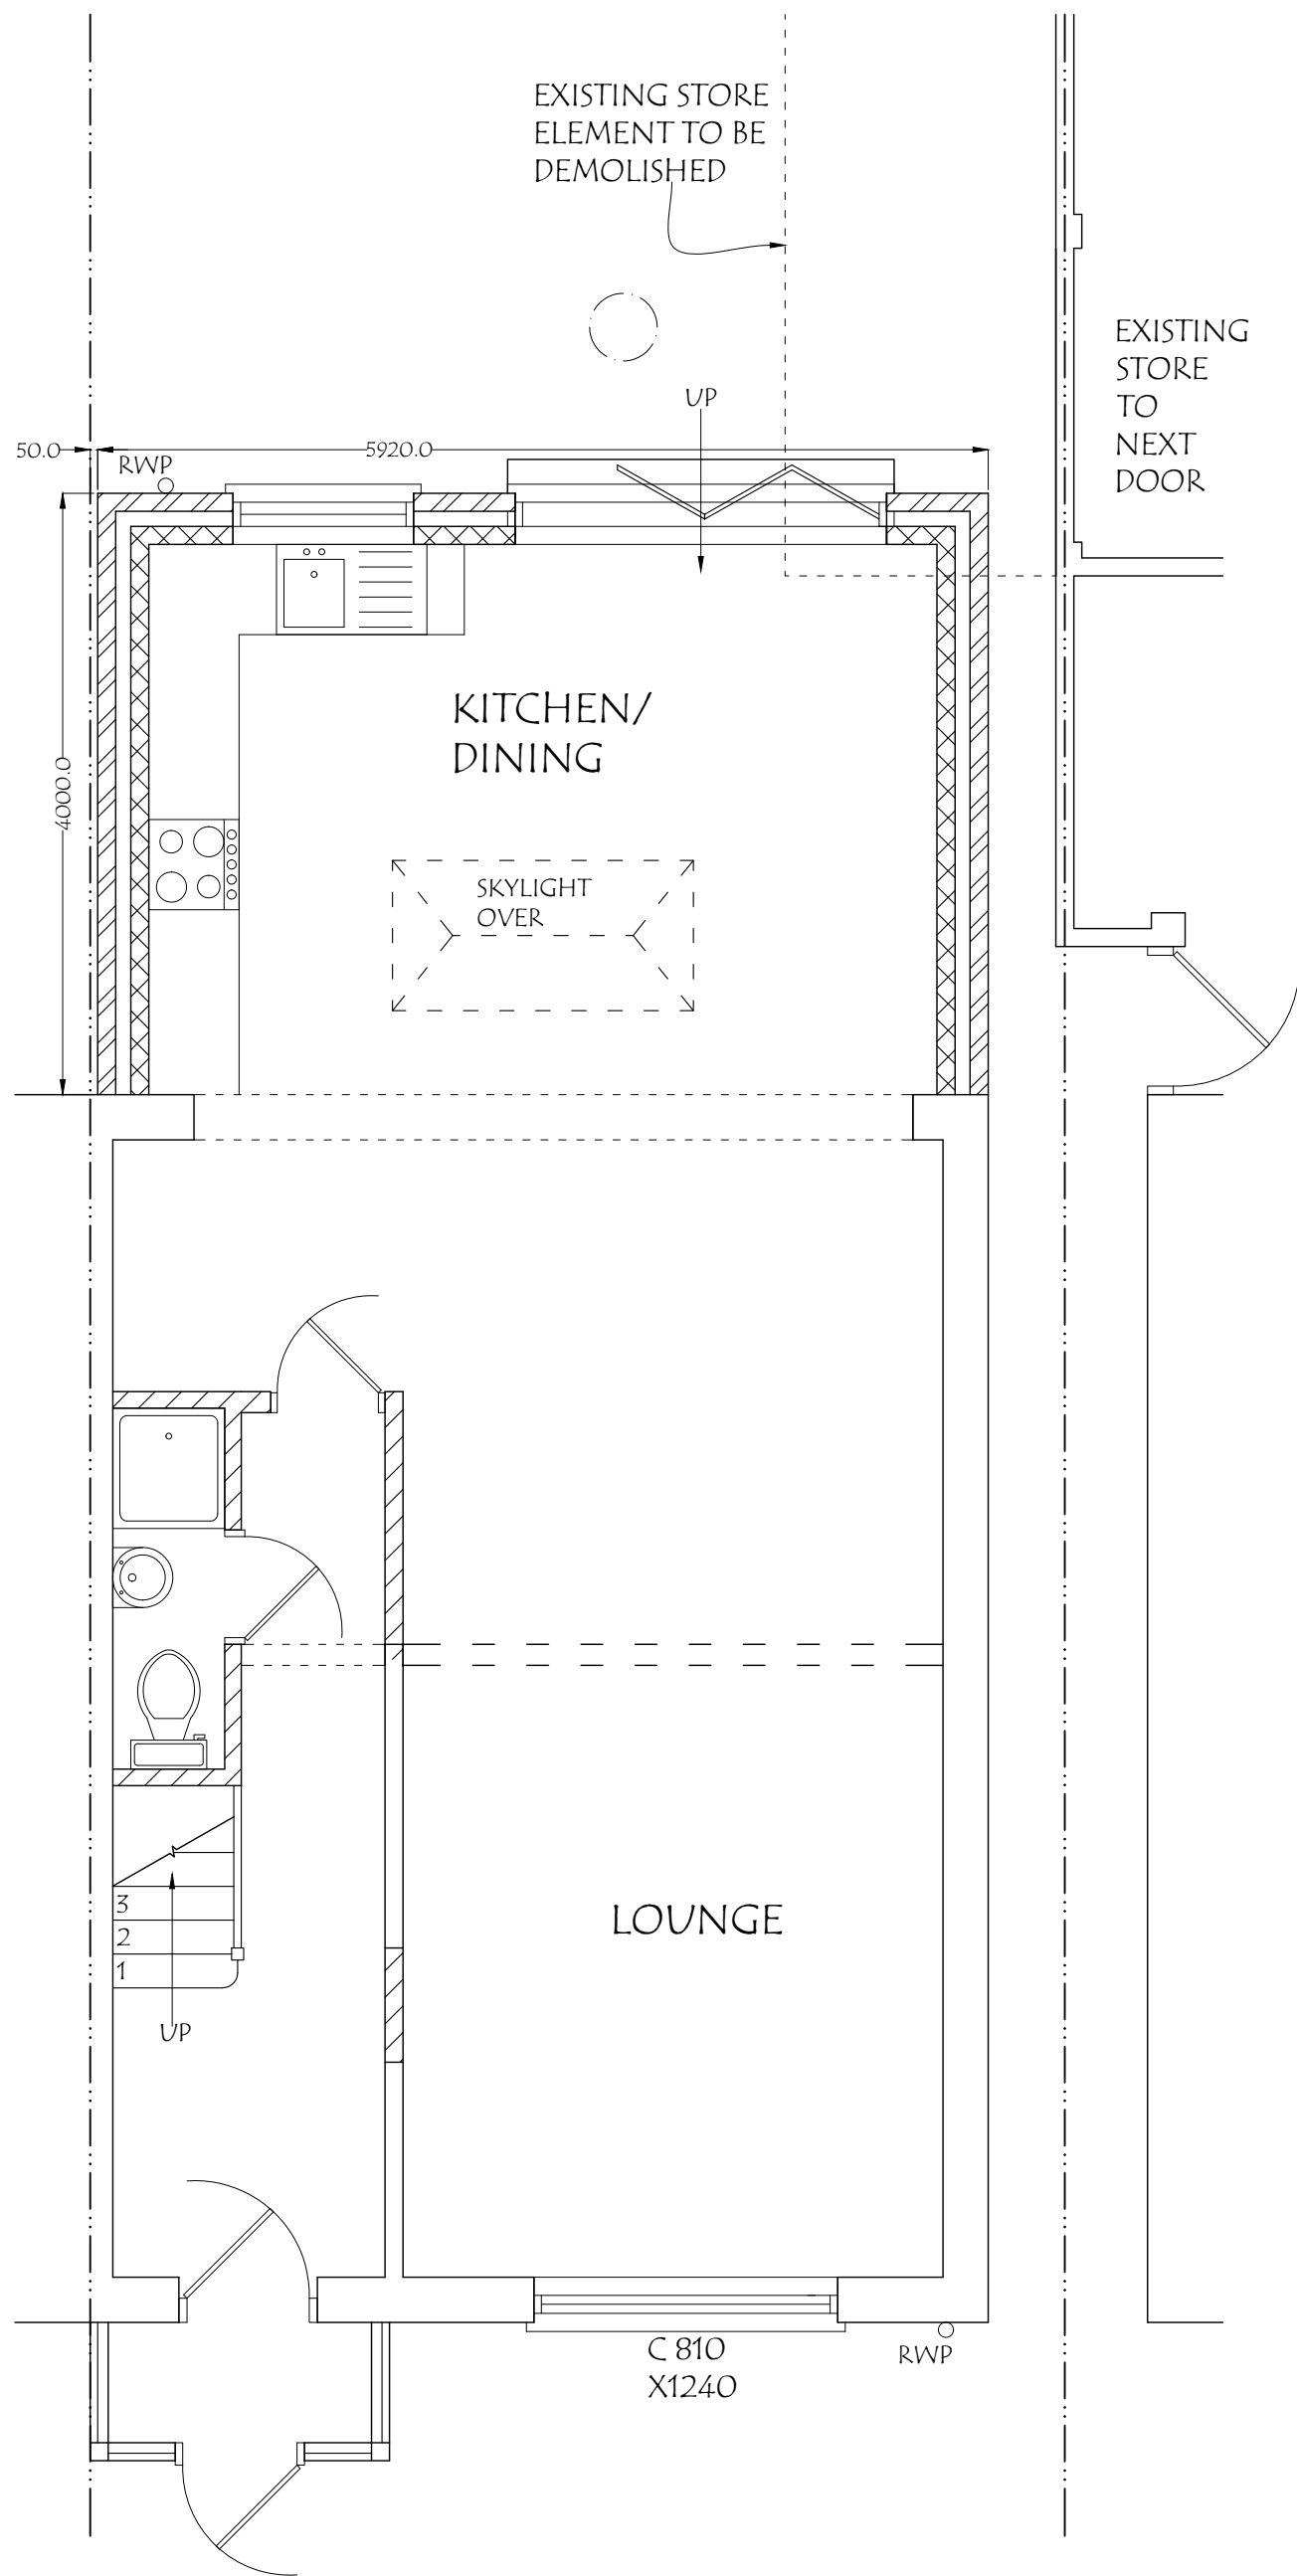 EXISTING STORE
ELEMENT TO BE
DEMOLISHED
EXISTING
STORE
TO
NEXT
DOOR
UP
50.0
5920.0
RWP
4000.0
KITCHEN/
DINING
SKYLIGHT
OVER
3
2
1
UP
LOUNGE
C 810
X1240
RWP